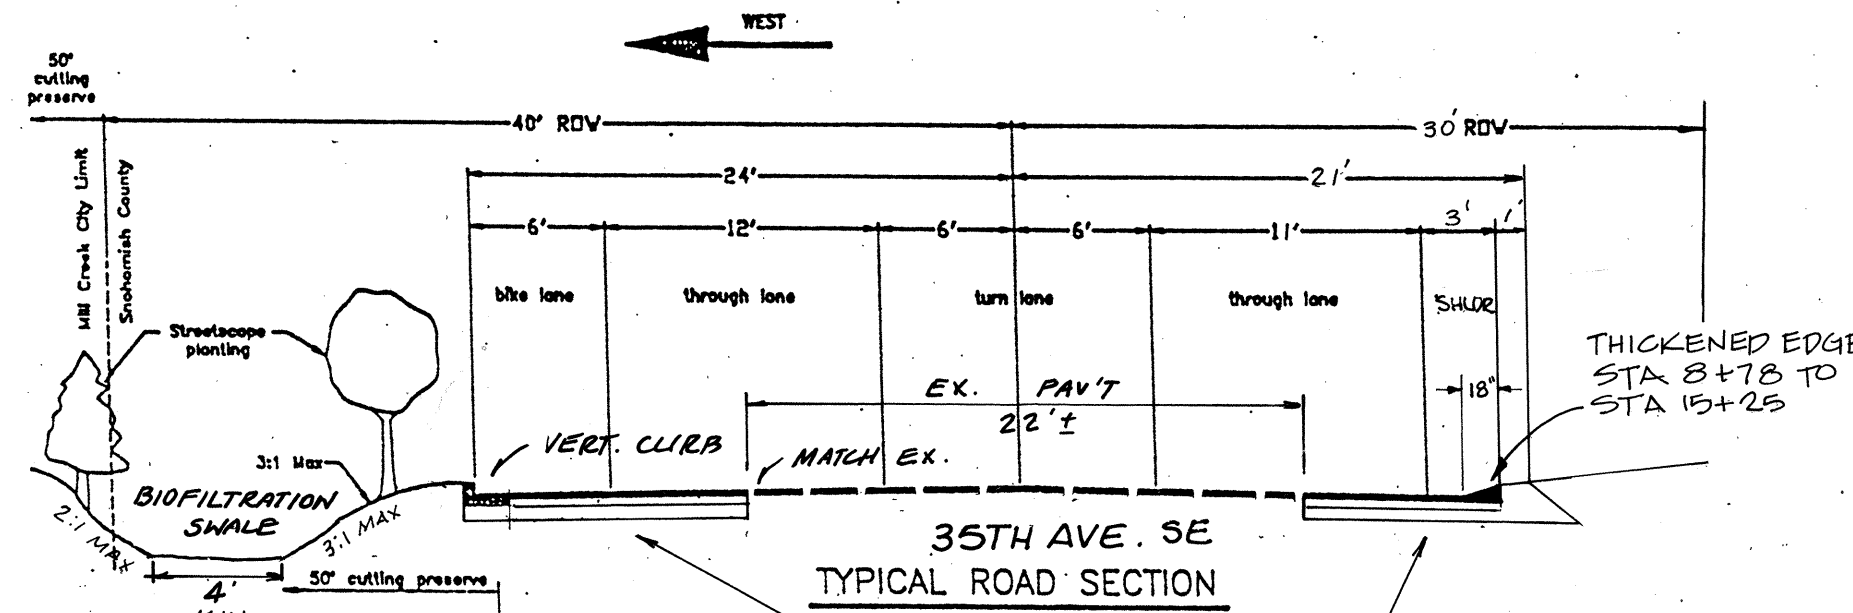 WEST
50'
cutting
preserve
40' ROW
30' ROW
24'
21'
6'
12'
6'
6'
11'
3'
1'
Mill Creek City Limit
Snohomish County
bike lane
through lane
turn lane
through lane
SHLDR
Streetscape
planting
THICKENED EDGE
STA 8+78 TO
STA 15+25
18"
EX. PAV'T
22'±
VERT. CURB
MATCH EX.
3:1 Max
BIOFILTRATION
SWALE
2:1 MAX
3:1 MAX
4'
50' cutting preserve
35TH AVE. SE
TYPICAL ROAD SECTION